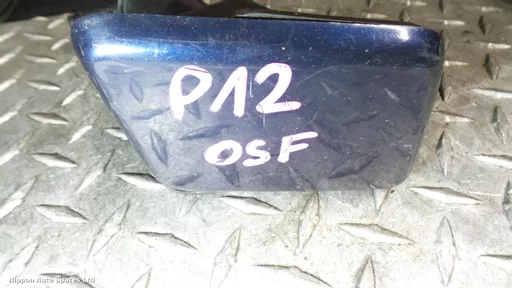 P12
OSF
Nippon Auto Spares Ltd